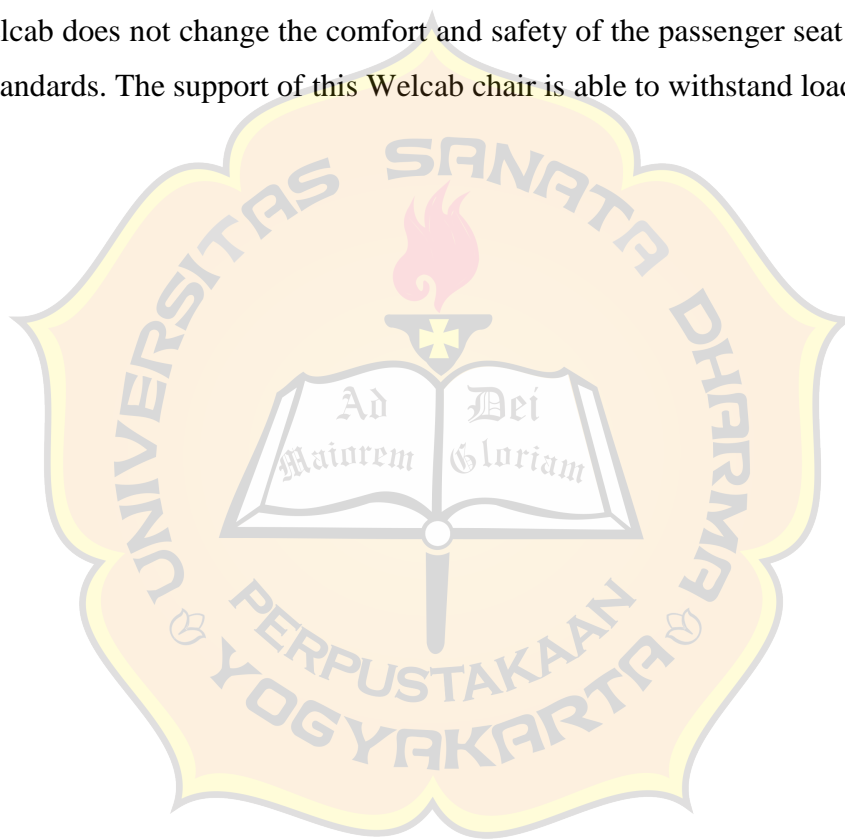 lcab does not change the comfort and safety of the passenger seat
andards. The support of this Welcab chair is able to withstand load
UNIVERSITAS SANATA DHARMA
Ad Dei
Maiorem Gloriam
PERPUSTAKAAN
YOGYAKARTA